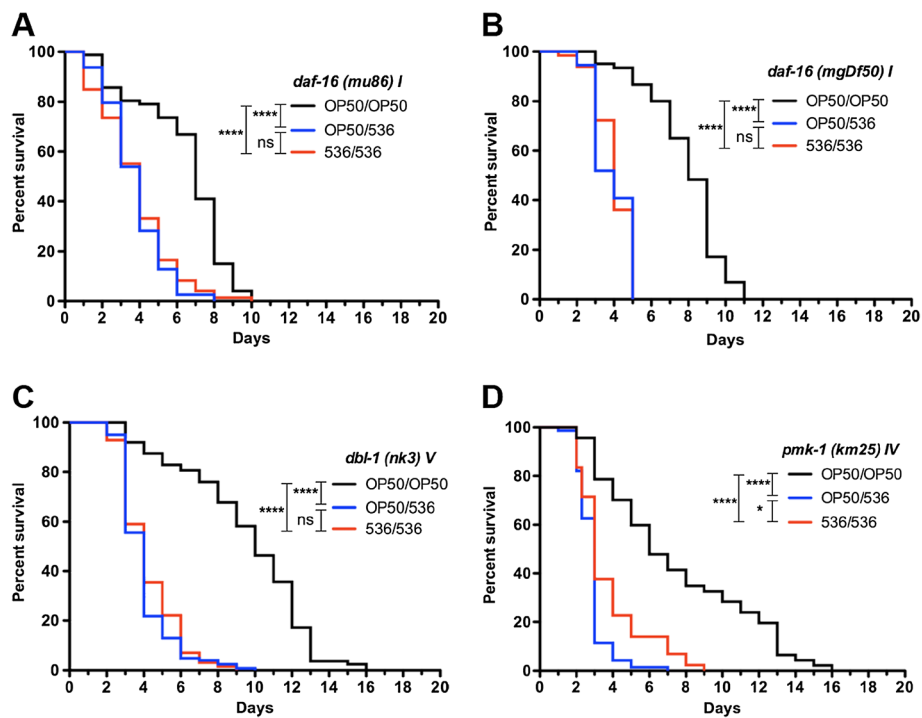 A
daf-16 (mu86) I
OP50/OP50
OP50/536
536/536
****
****
ns
Percent survival
100
80
60
40
20
0
0 2 4 6 8 10 12 14 16 18 20
Days
B
daf-16 (mgDf50) I
OP50/OP50
OP50/536
536/536
****
****
ns
Percent survival
100
80
60
40
20
0
0 2 4 6 8 10 12 14 16 18 20
Days
C
dbl-1 (nk3) V
OP50/OP50
OP50/536
536/536
****
****
ns
Percent survival
100
80
60
40
20
0
0 2 4 6 8 10 12 14 16 18 20
Days
D
pmk-1 (km25) IV
OP50/OP50
OP50/536
536/536
****
****
*
Percent survival
100
80
60
40
20
0
0 2 4 6 8 10 12 14 16 18 20
Days